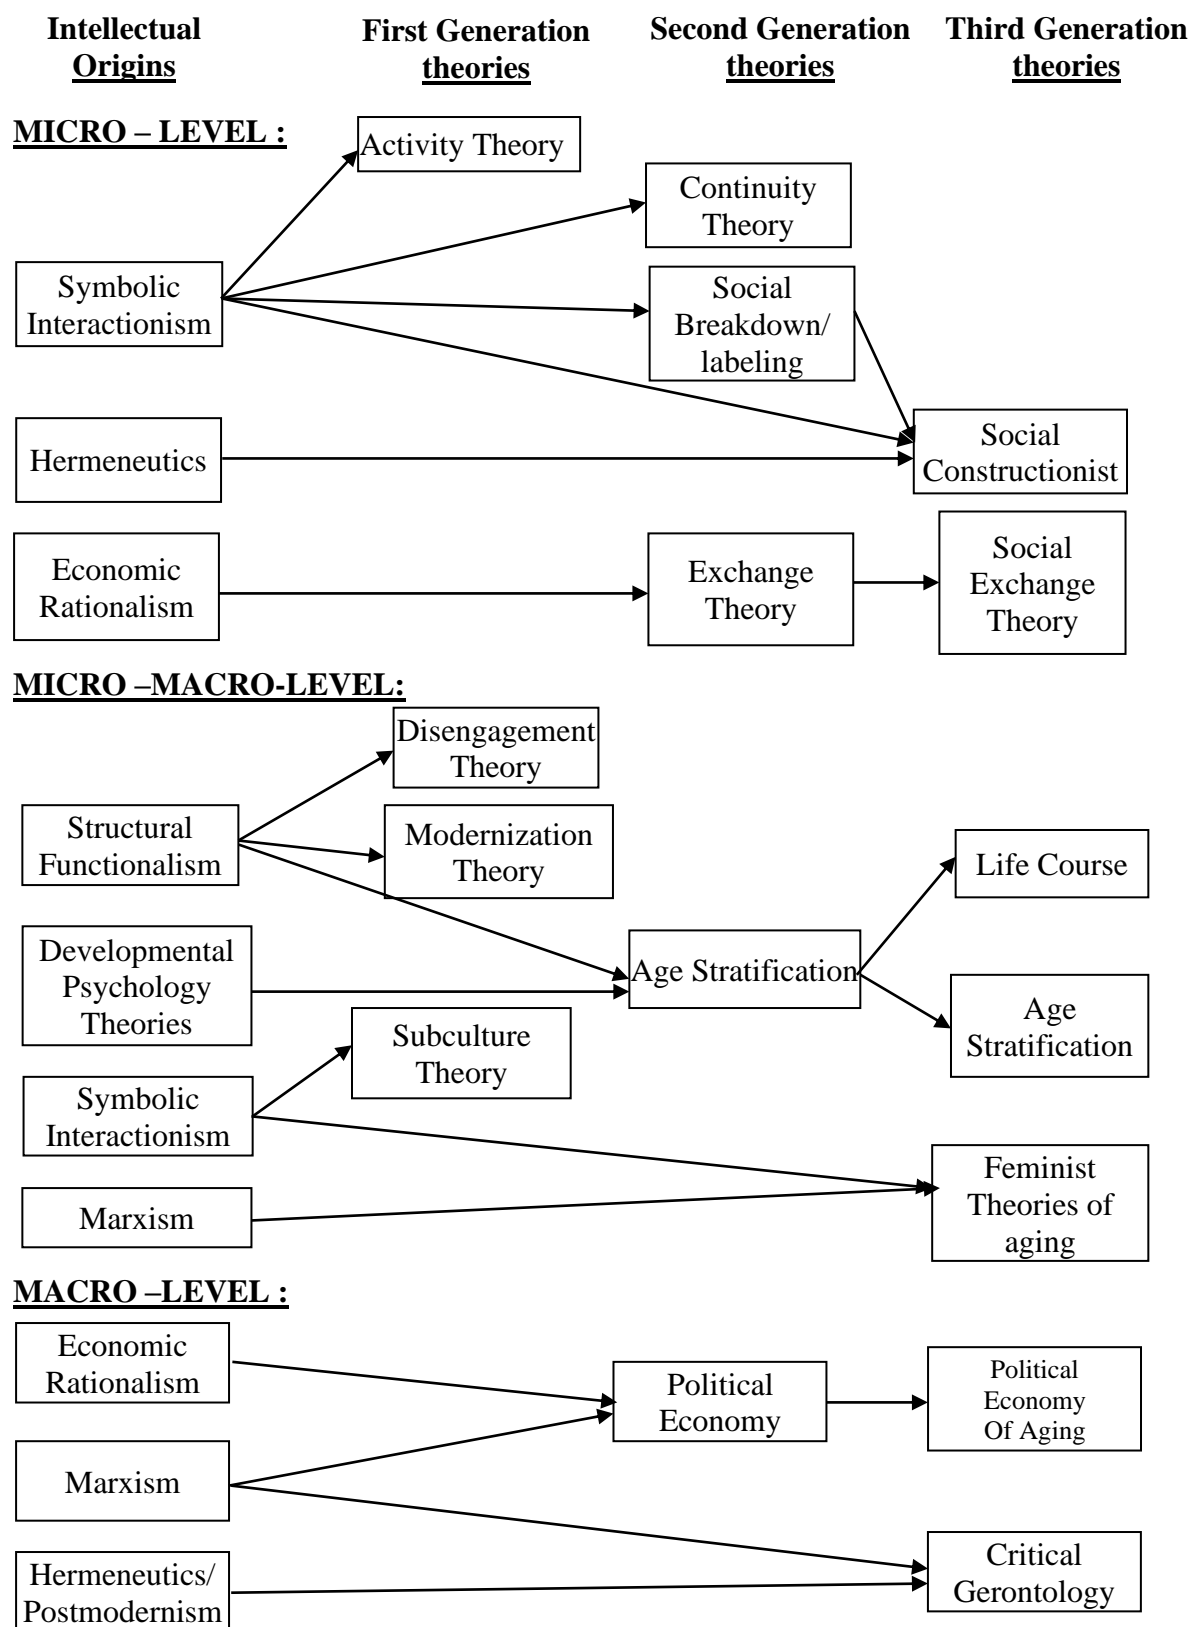 Intellectual Origins
First Generation theories
Second Generation theories
Third Generation theories
MICRO – LEVEL :
Activity Theory
Continuity
Theory
Symbolic
Interactionism
Social
Breakdown/
labeling
Hermeneutics
Social
Constructionist
Economic
Rationalism
Exchange
Theory
Social
Exchange
Theory
MICRO –MACRO-LEVEL:
Disengagement
Theory
Structural
Functionalism
Modernization
Theory
Life Course
Developmental
Psychology
Theories
Age Stratification
Age
Stratification
Subculture
Theory
Symbolic
Interactionism
Feminist
Theories of
aging
Marxism
MACRO –LEVEL :
Economic
Rationalism
Political
Economy
Political
Economy
Of Aging
Marxism
Critical
Gerontology
Hermeneutics/
Postmodernism